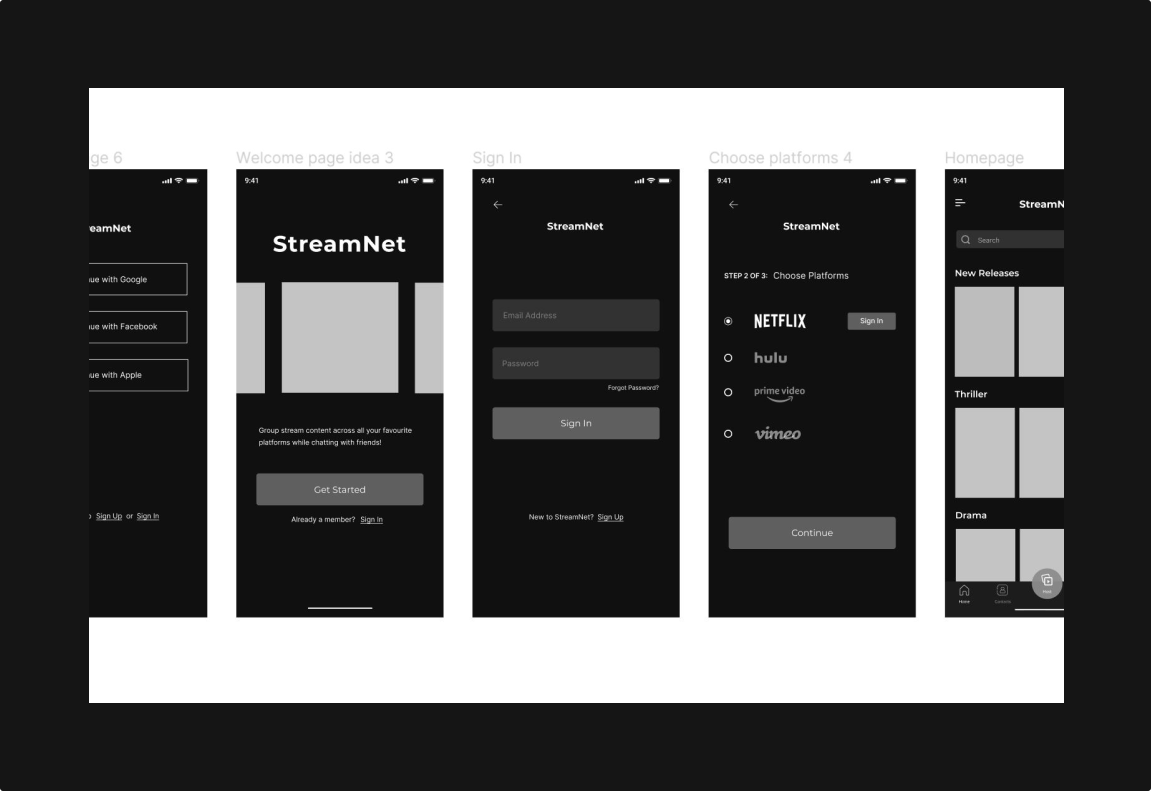 ge 6
9:41
eamNet
ue with Google
ue with Facebook
ue with Apple
Sign Up or Sign In
Welcome page idea 3
9:41
StreamNet
Group stream content across all your favourite
platforms while chatting with friends!
Get Started
Already a member? Sign In
Sign In
9:41
StreamNet
Email Address
Password
Forgot Password?
Sign In
New to StreamNet? Sign Up
Choose platforms 4
9:41
StreamNet
STEP 2 OF 3: Choose Platforms
NETFLIX Sign In
hulu
prime video
vimeo
Continue
Homepage
9:41
StreamN
Search
New Releases
Thriller
Drama
Home
Host